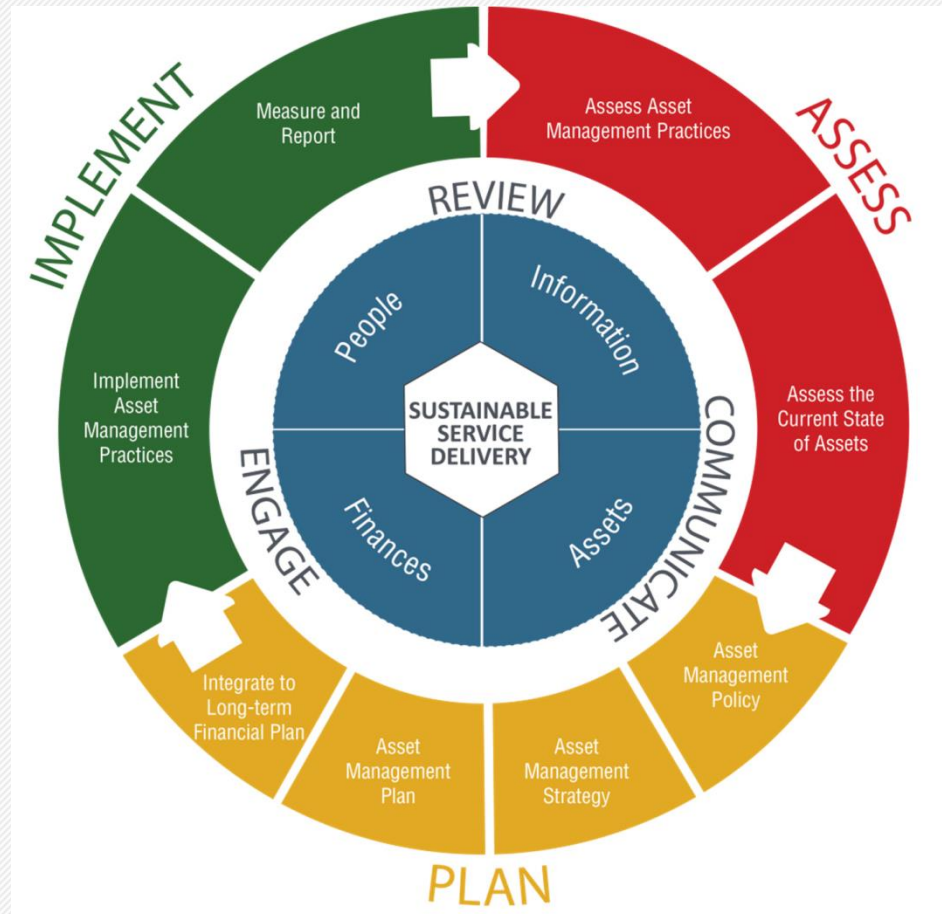 IMPLEMENT
Measure and
Report
Assess Asset
Management Practices
ASSESS
REVIEW
People
Information
Implement
Asset
Management
Practices
SUSTAINABLE
SERVICE
DELIVERY
Assess the
Current State
of Assets
COMMUNICATE
ENGAGE
Finances
Assets
Integrate to
Long-term
Financial Plan
Asset
Management
Plan
Asset
Management
Strategy
Asset
Management
Policy
PLAN